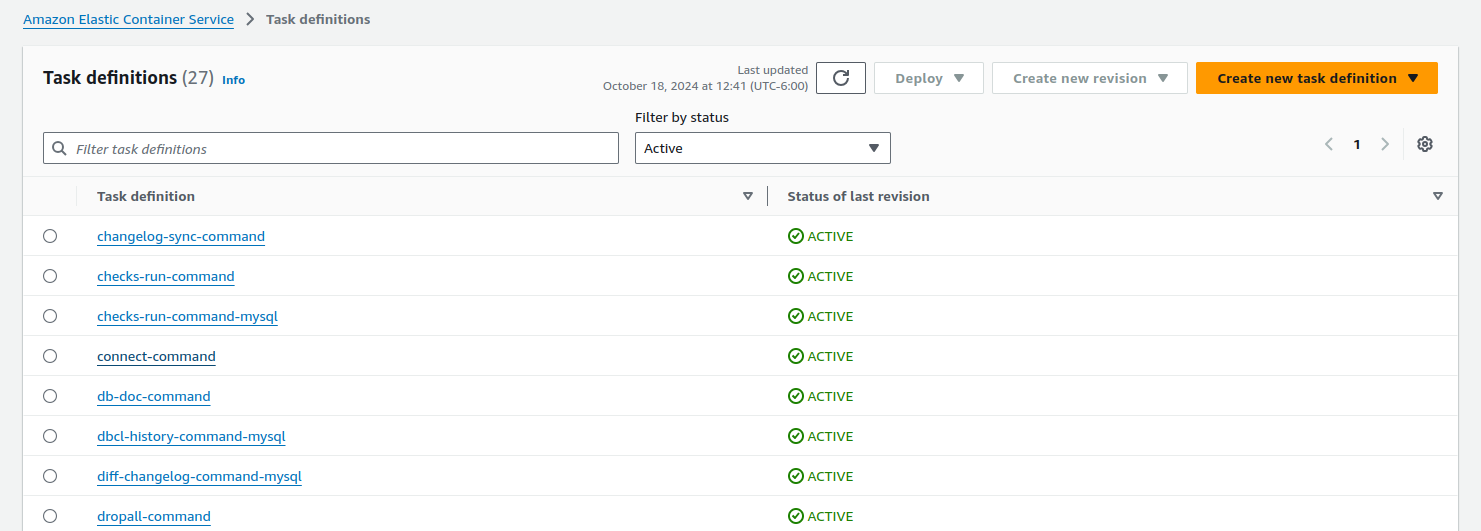 Amazon Elastic Container Service > Task definitions
Task definitions (27) Info
Last updated
October 18, 2024 at 12:41 (UTC-6:00)
Deploy
Create new revision
Create new task definition
Filter by status
Filter task definitions
Active
1
Task definition
Status of last revision
changelog-sync-command ACTIVE
checks-run-command ACTIVE
checks-run-command-mysql ACTIVE
connect-command ACTIVE
db-doc-command ACTIVE
dbcl-history-command-mysql ACTIVE
diff-changelog-command-mysql ACTIVE
dropall-command ACTIVE